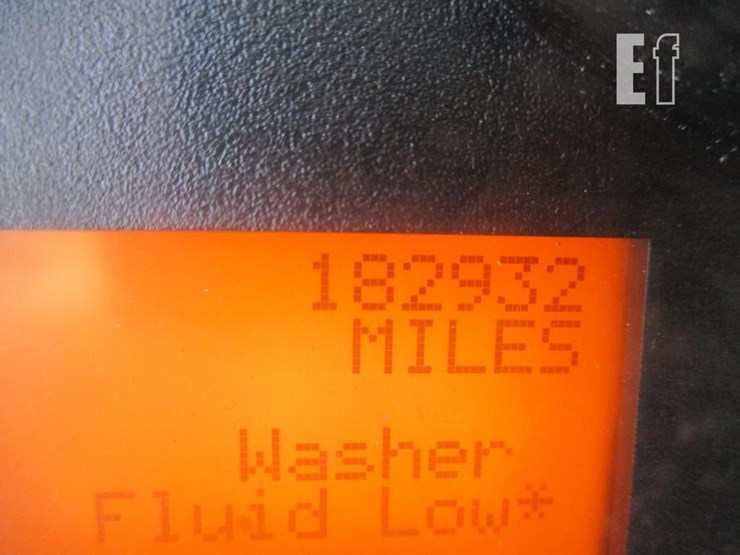 Ef
182932
MILES
Washer
Fluid Low*